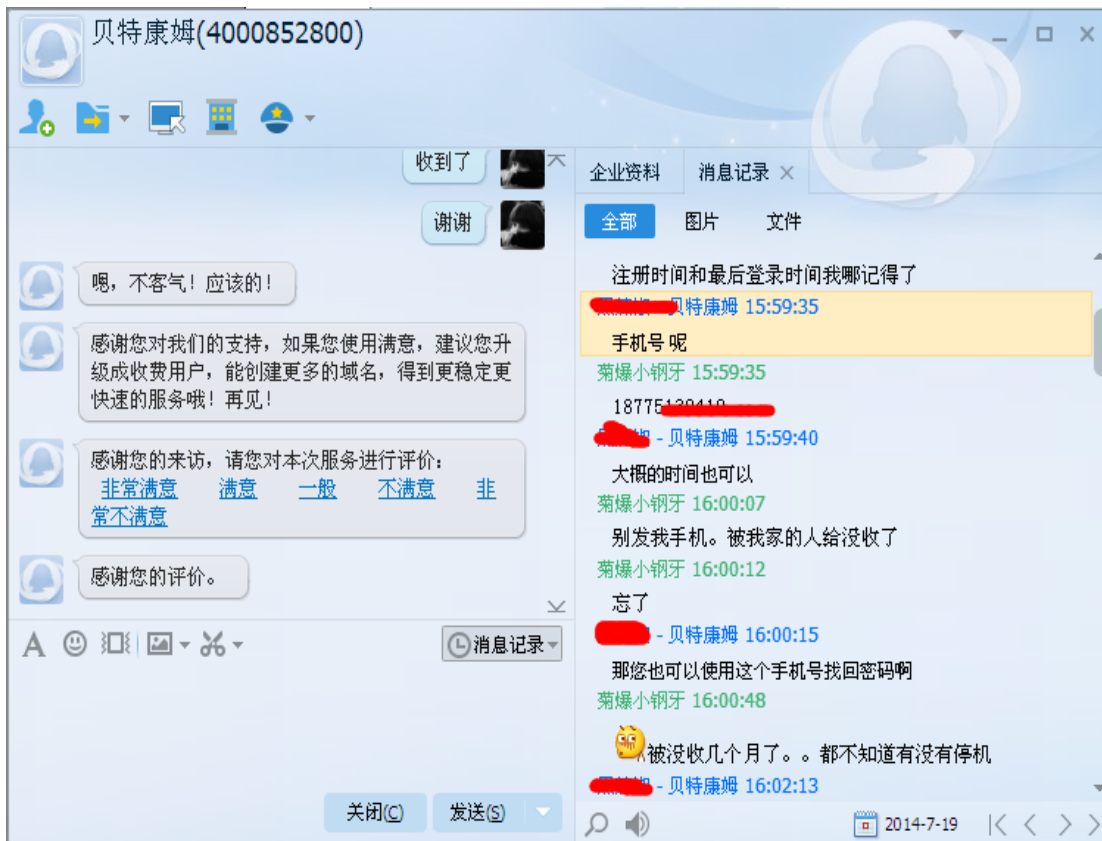 贝特康姆(4000852800)
收到了
谢谢
嗯，不客气！应该的！
感谢您对我们的支持，如果您使用满意，建议您升
级成收费用户，能创建更多的域名，得到更稳定更
快速的服务哦！再见！
感谢您的来访，请您对本次服务进行评价：
非常满意 满意 一般 不满意 非
常不满意
感谢您的评价。
消息记录
关闭(C) 发送(S)
企业资料 消息记录
全部 图片 文件
注册时间和最后登录时间我哪记得了
贝特康姆 15:59:35
手机号 呢
菊爆小钢牙 15:59:35
18775
- 贝特康姆 15:59:40
大概的时间也可以
菊爆小钢牙 16:00:07
别发我手机。被我家的人给没收了
菊爆小钢牙 16:00:12
忘了
- 贝特康姆 16:00:15
那您也可以使用这个手机号找回密码啊
菊爆小钢牙 16:00:48
被没收几个月了。。都不知道有没有停机
- 贝特康姆 16:02:13
2014-7-19